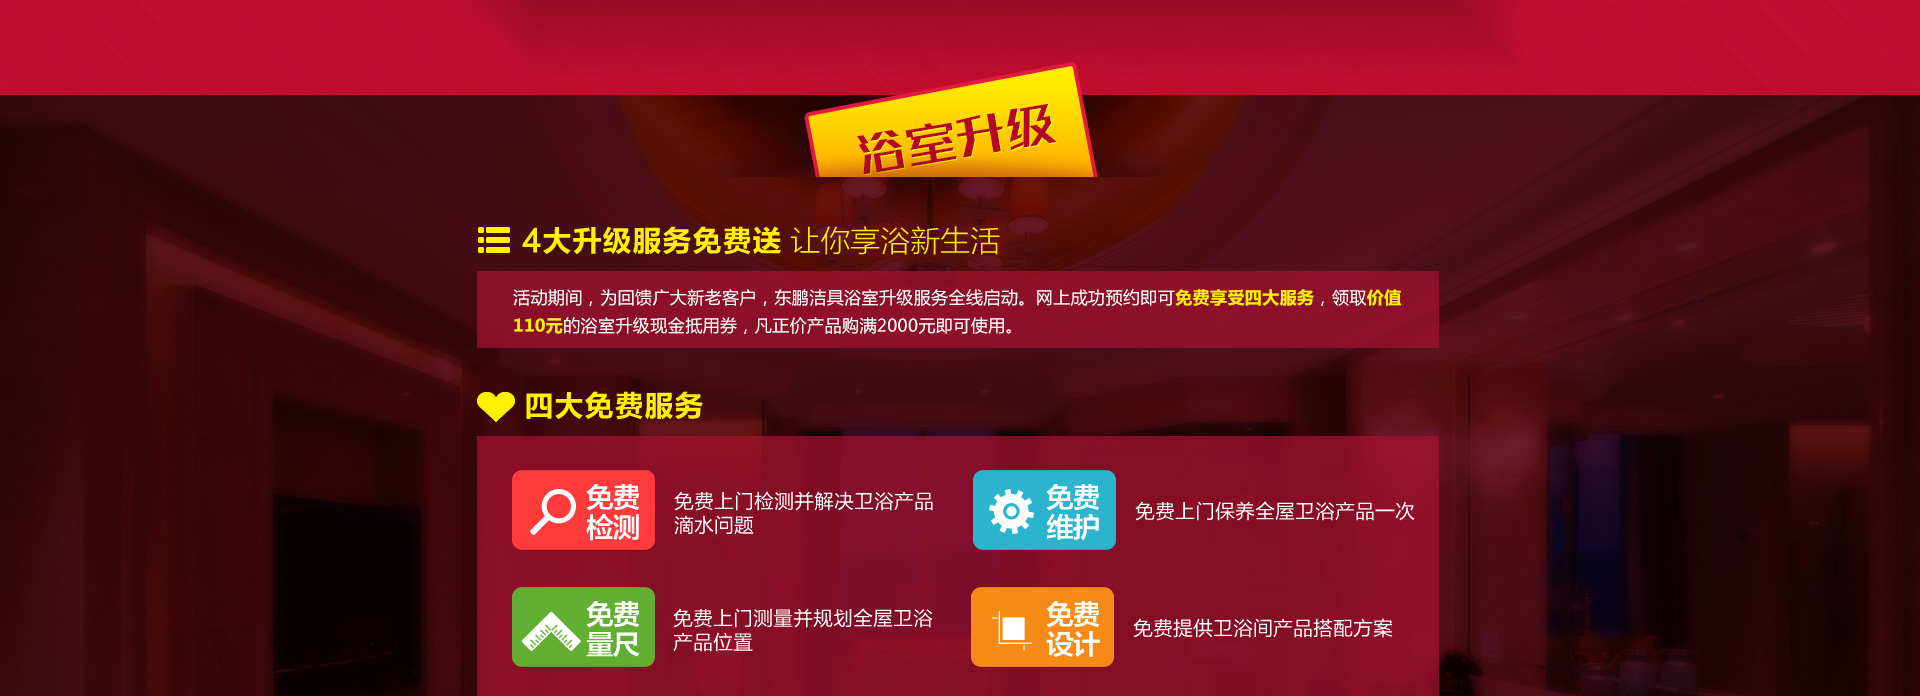 浴室升级
4大升级服务免费送 让你享浴新生活
活动期间，为回馈广大新老客户，东鹏洁具浴室升级服务全线启动。网上成功预约即可免费享受四大服务，领取价值
110元的浴室升级现金抵用券，凡正价产品购满2000元即可使用。
四大免费服务
免费
检测
免费上门检测并解决卫浴产品
滴水问题
免费
维护
免费上门保养全屋卫浴产品一次
免费
量尺
免费上门测量并规划全屋卫浴
产品位置
免费
设计
免费提供卫浴间产品搭配方案